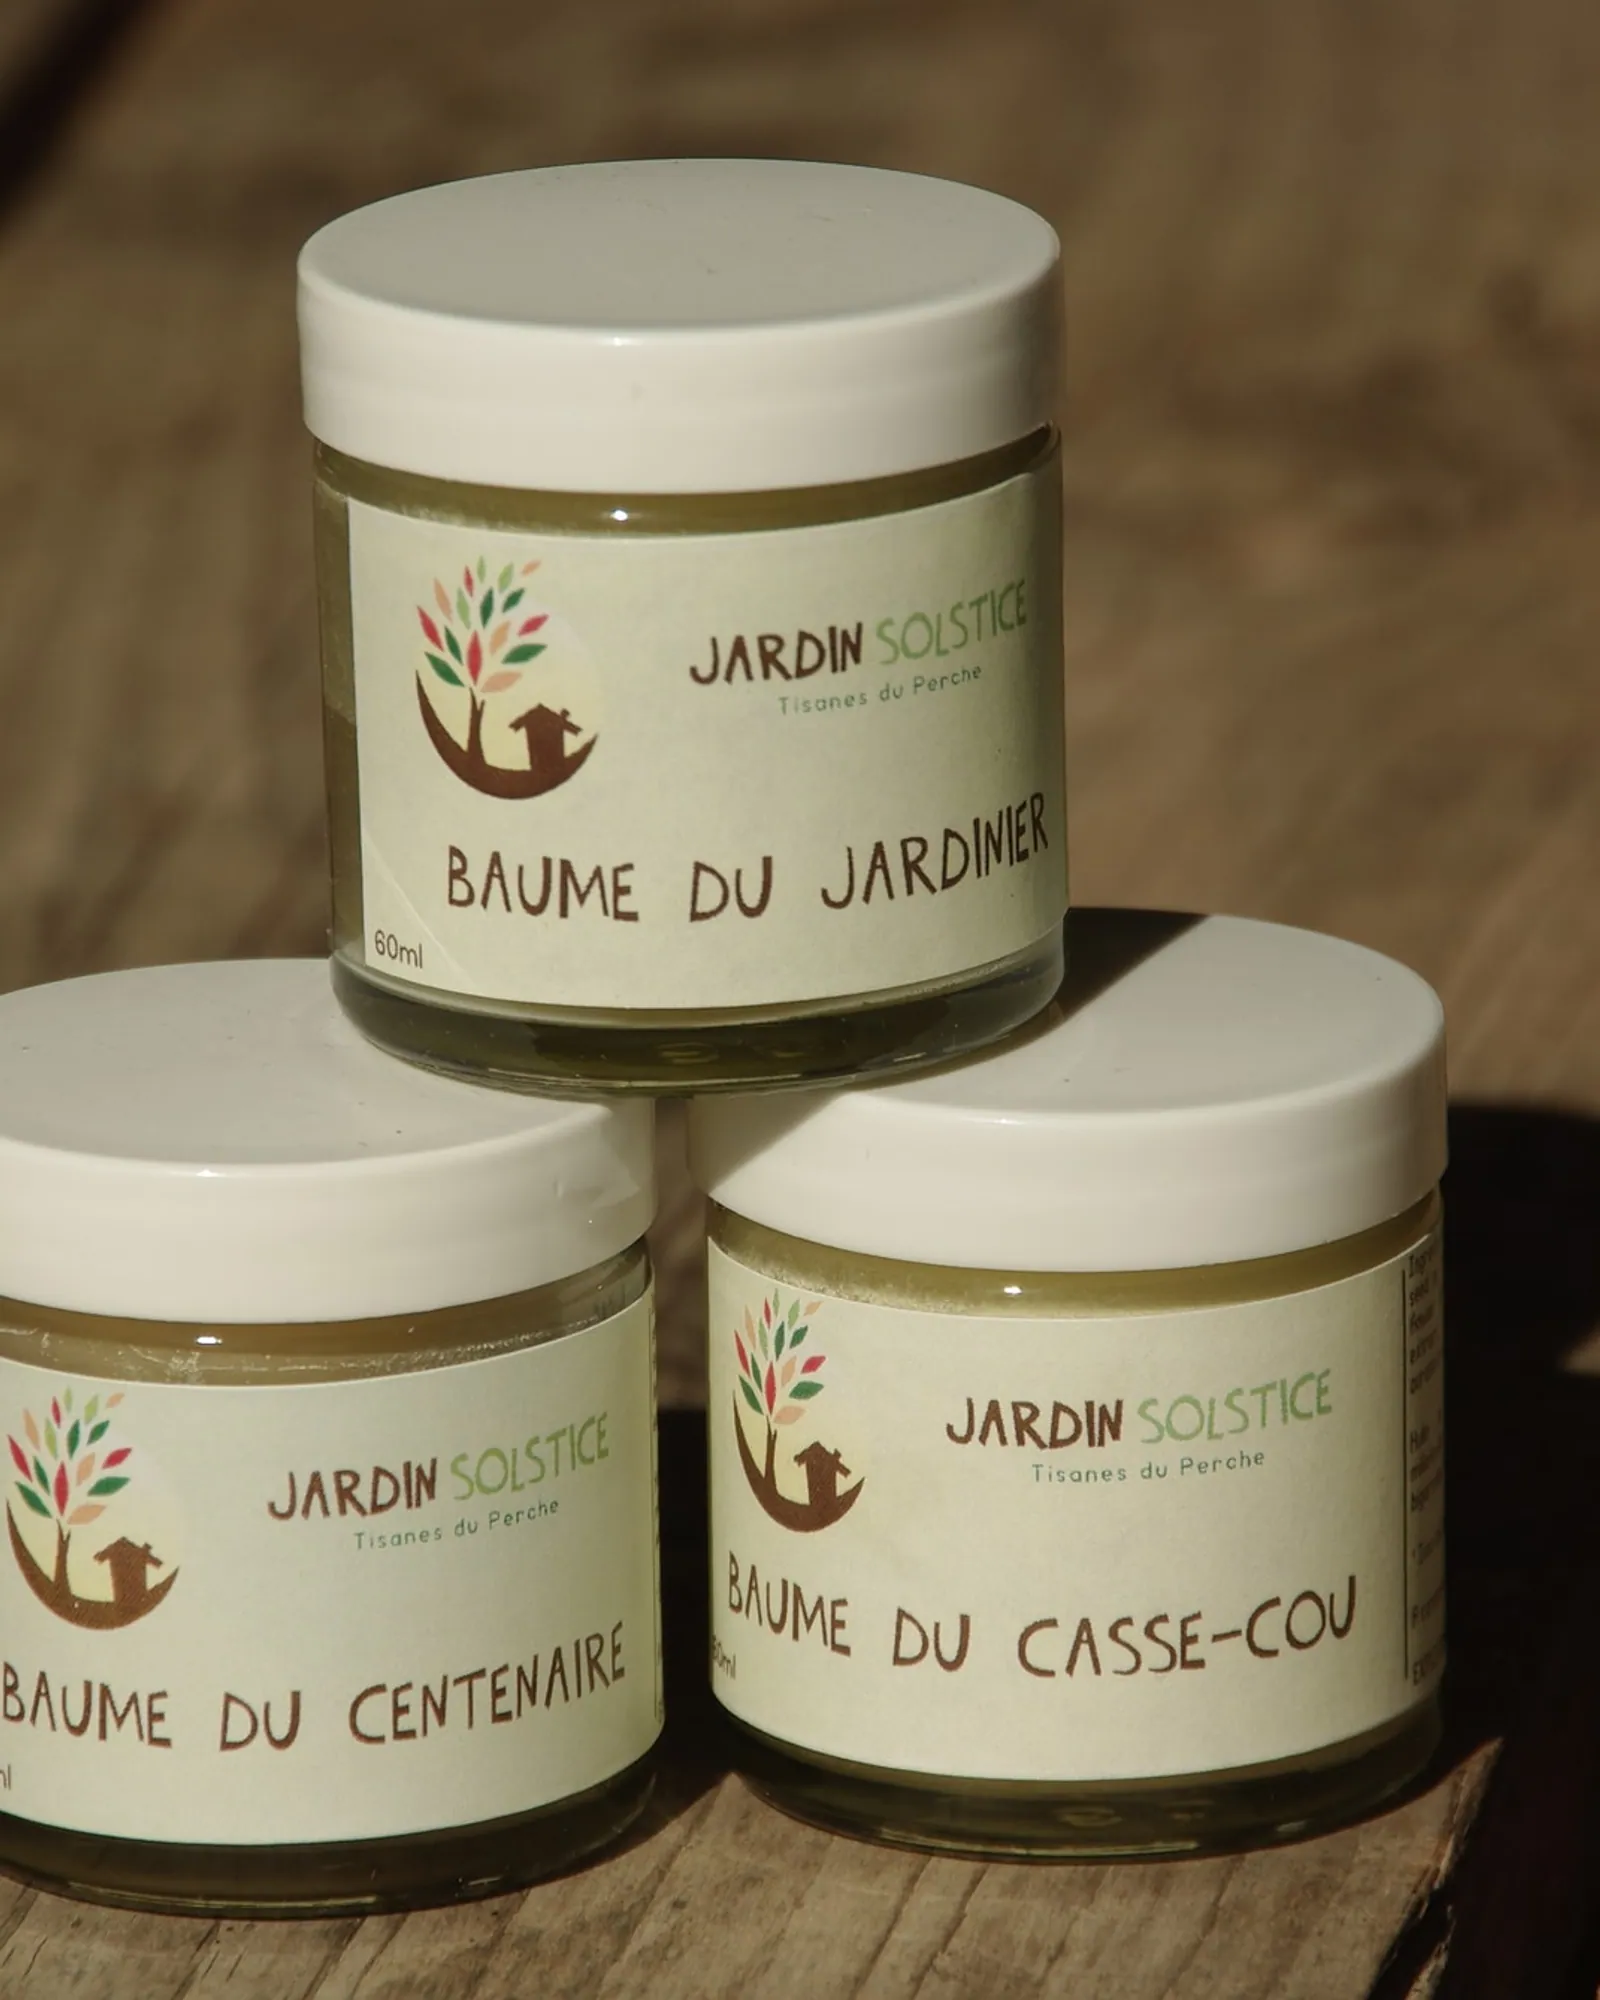 JARDIN SOLSTICE
Tisanes du Perche
BAUME DU JARDINIER
60ml
JARDIN SOLSTICE
Tisanes du Perche
BAUME DU CENTENAIRE
JARDIN SOLSTICE
Tisanes du Perche
BAUME DU CASSE-COU